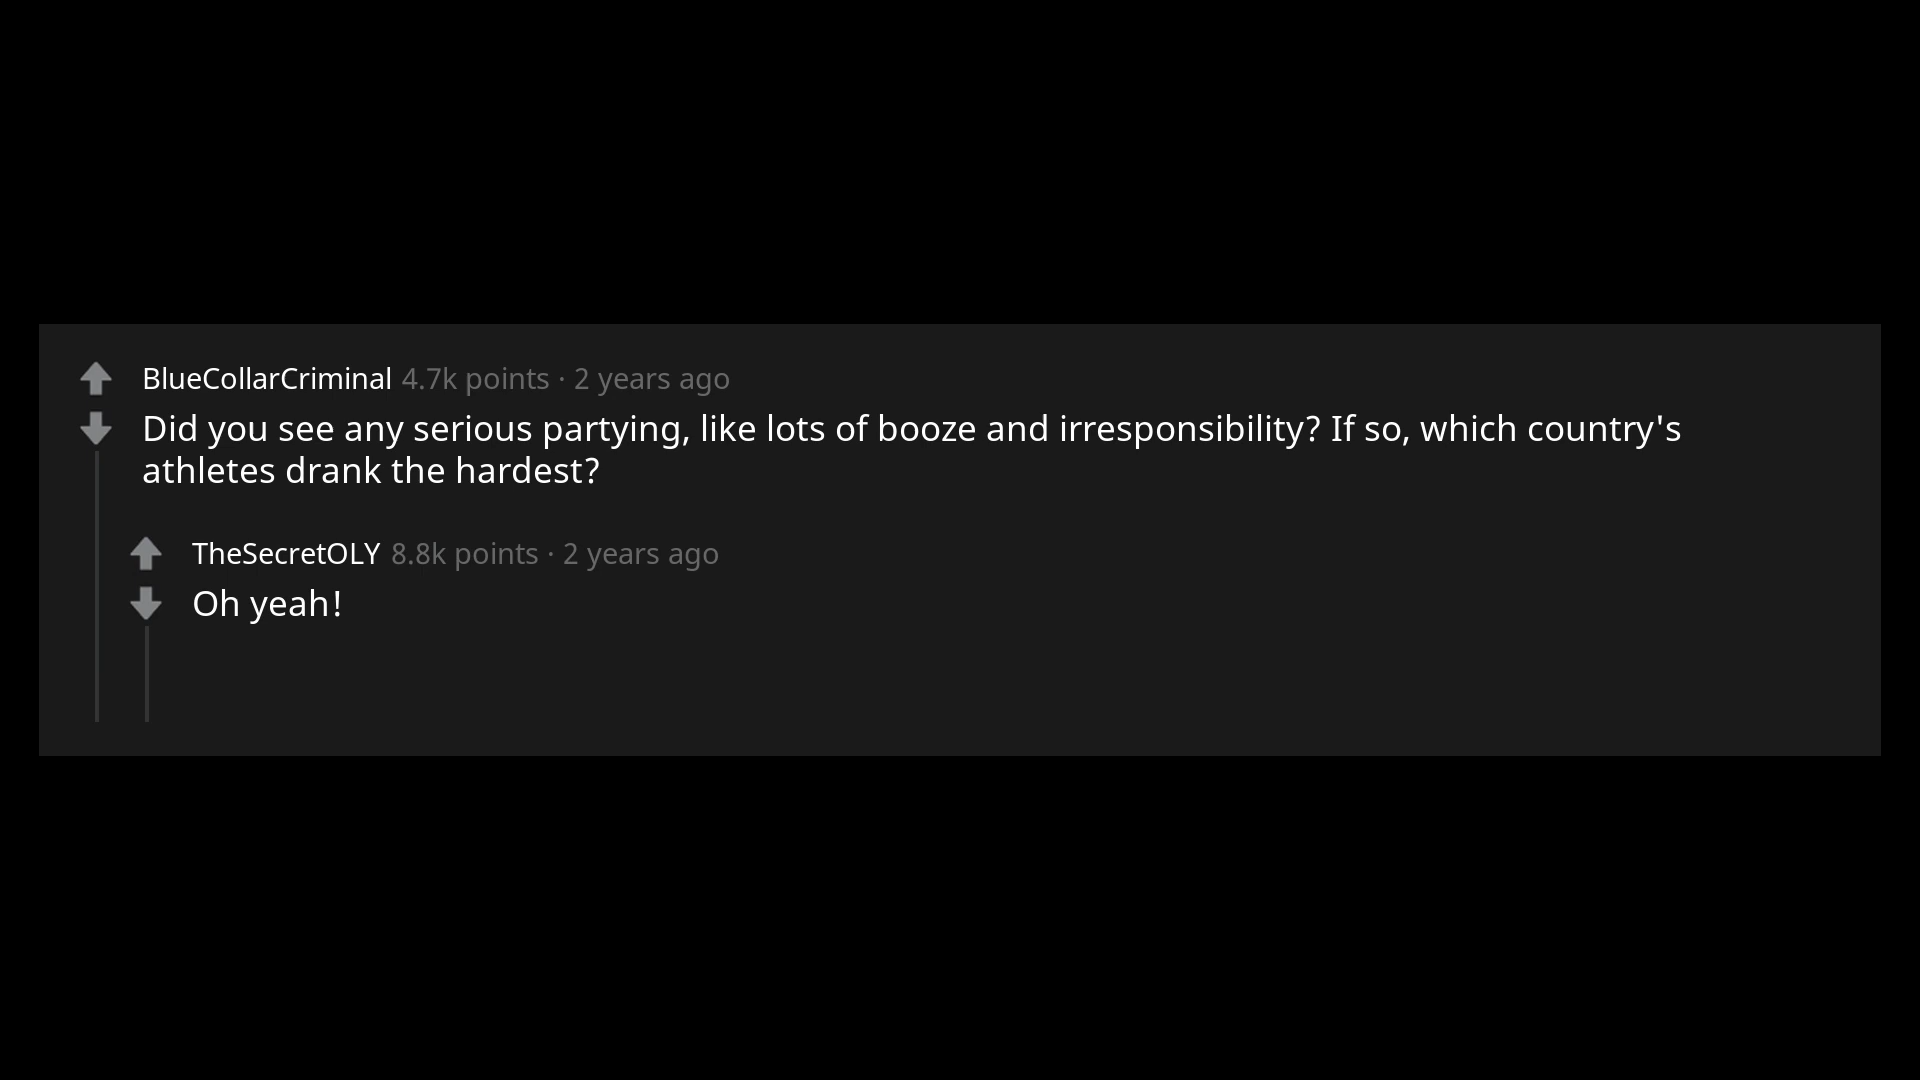 BlueCollarCriminal 4.7k points · 2 years ago
Did you see any serious partying, like lots of booze and irresponsibility? If so, which country's
athletes drank the hardest?
TheSecretOLY 8.8k points · 2 years ago
Oh yeah!